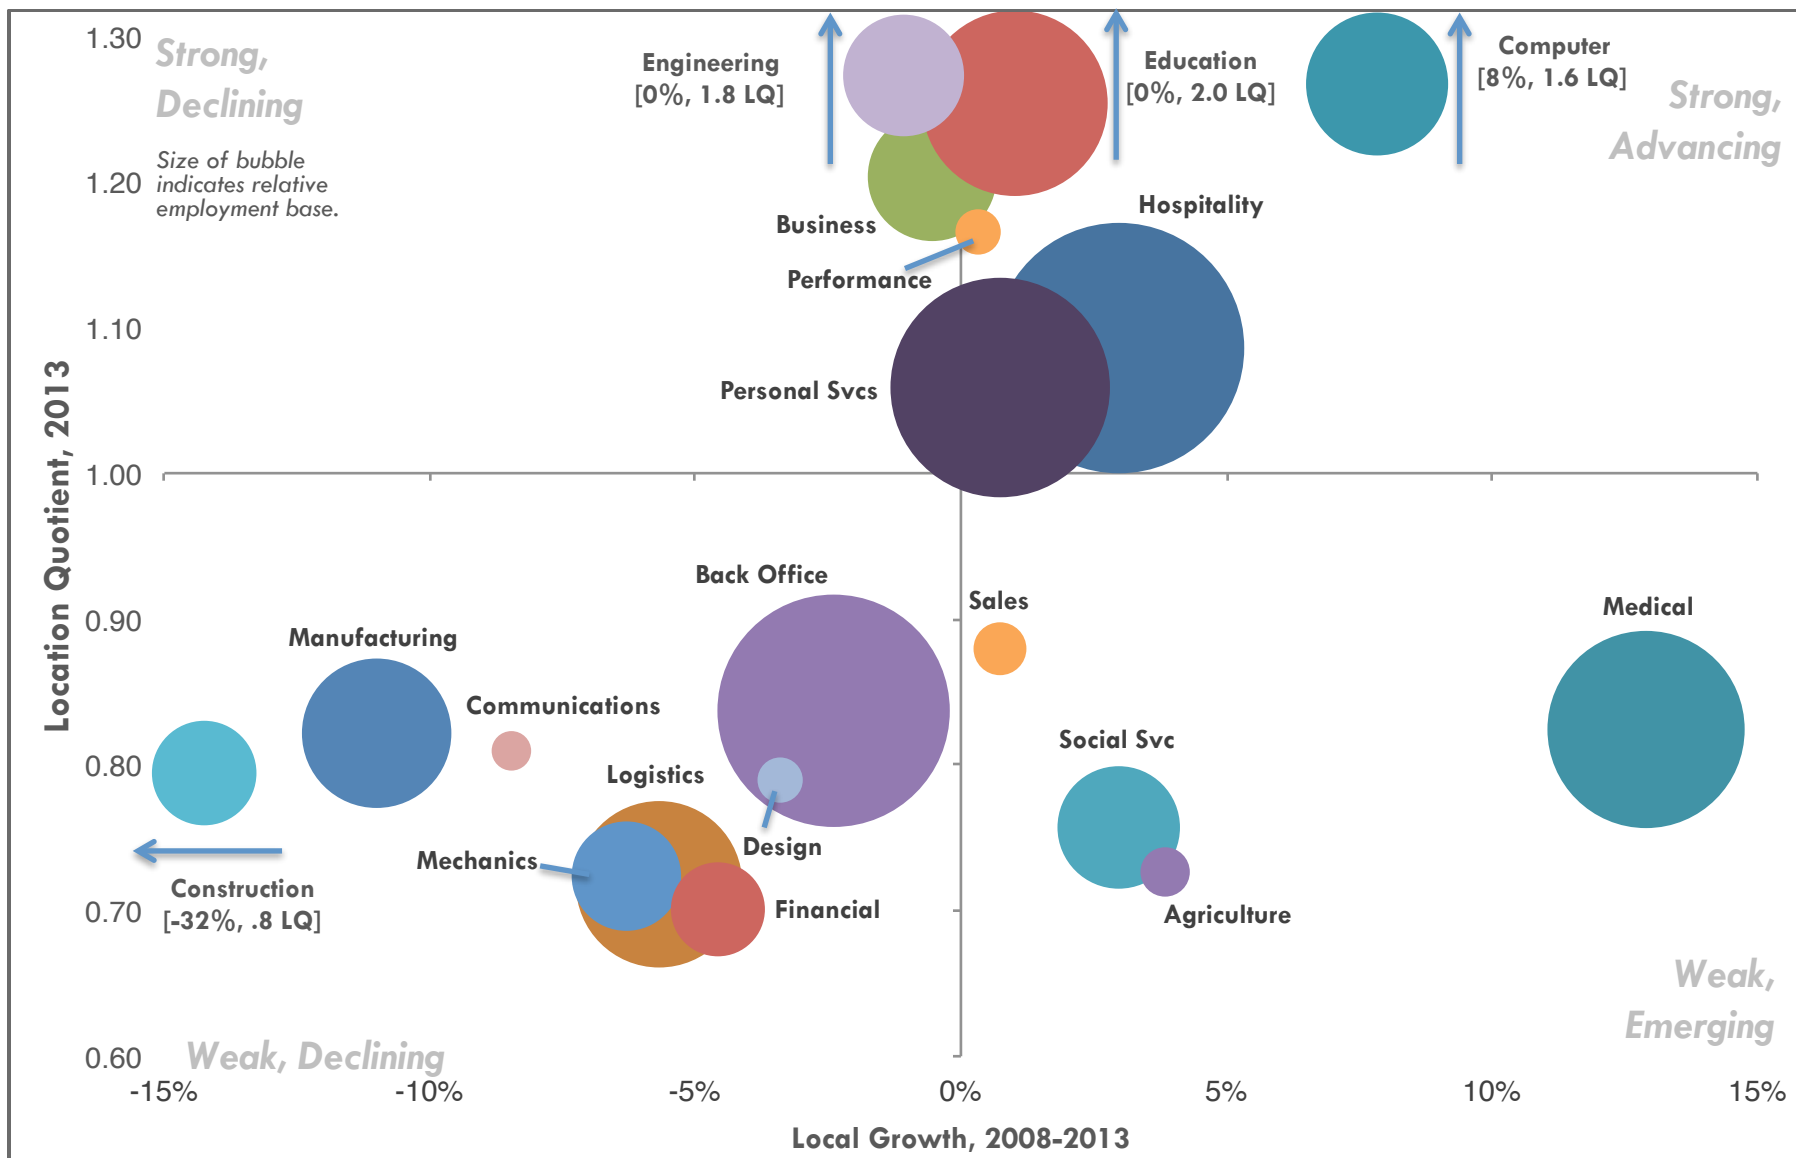 1.30
1.20
1.10
1.00
0.90
0.80
0.70
0.60
Location Quotient, 2013
Strong,
Declining
Size of bubble
indicates relative
employment base.
Engineering
[0%, 1.8 LQ]
Education
[0%, 2.0 LQ]
Computer
[8%, 1.6 LQ]
Strong,
Advancing
Business
Performance
Hospitality
Personal Svcs
Back Office
Sales
Medical
Manufacturing
Communications
Social Svc
Logistics
Design
Mechanics
Financial
Agriculture
Construction
[-32%, .8 LQ]
Weak,
Emerging
Weak, Declining
-15%
-10%
-5%
0%
5%
10%
15%
Local Growth, 2008-2013